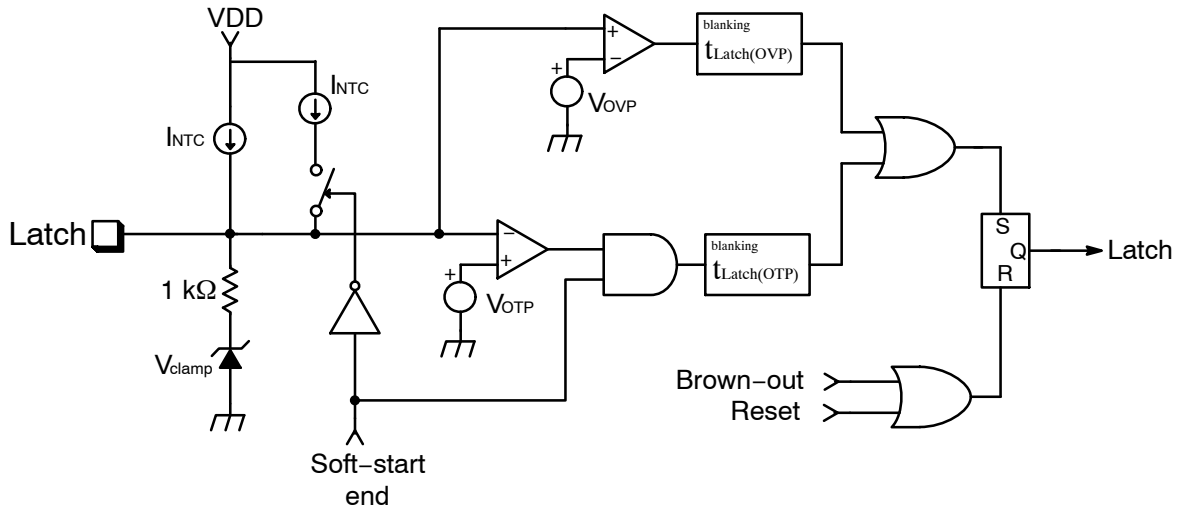 VDD
INTC
INTC
Latch
1 kΩ
Vclamp
Soft−start
end
+
−
+
VOVP
blanking
tLatch(OVP)
−
+
+
VOTP
blanking
tLatch(OTP)
S
Q
R
Latch
Brown−out
Reset